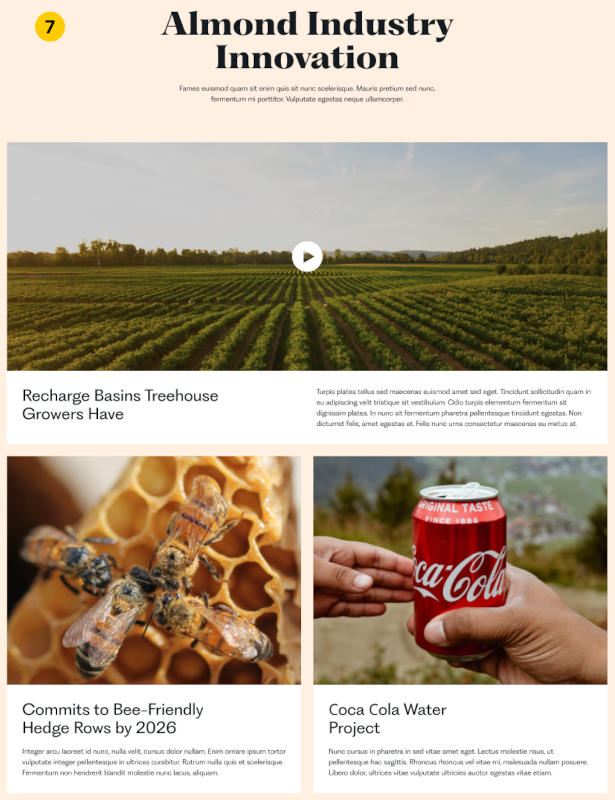 7
Almond Industry
Innovation
Fames euismod quam sit enim quis sit nunc scelerisque. Mauris pretium sed nunc,
fermentum mi porttitor. Vulputate egestas neque ullamcorper.
Recharge Basins Treehouse
Growers Have
Turpis platea tellus sed maecenas euismod amet sed eget. Tincidunt sollicitudin quam in
eu adipiscing velit tristique sit vestibulum. Odio turpis elementum fermentum sit
dignissim platea. In nunc sit fermentum pharetra pellentesque tincidunt egestas. Non
dictumst felis, amet egestas et. Felis nunc urna consectetur maecenas eu metus at.
ORIGINAL TASTE
SINCE 1886
Coca-Cola
Commits to Bee-Friendly
Hedge Rows by 2026
Integer arcu laoreet id nunc, nulla velit, cursus dolor nullam. Enim ornare ipsum tortor
vulputate integer pellentesque in ultrices curabitur. Rutrum nulla quis et scelerisque.
Fermentum non hendrerit blandit molestie nunc lacus, aliquam.
Coca Cola Water
Project
Nunc cursus in pharetra in sed vitae amet eget. Lectus molestie risus, ut
pellentesque hac sagittis. Rhoncus rhoncus vel vitae mi, malesuada nullam posuere.
Libero dolor, ultrices vitae vulputate ultricies auctor egestas vitae etiam.